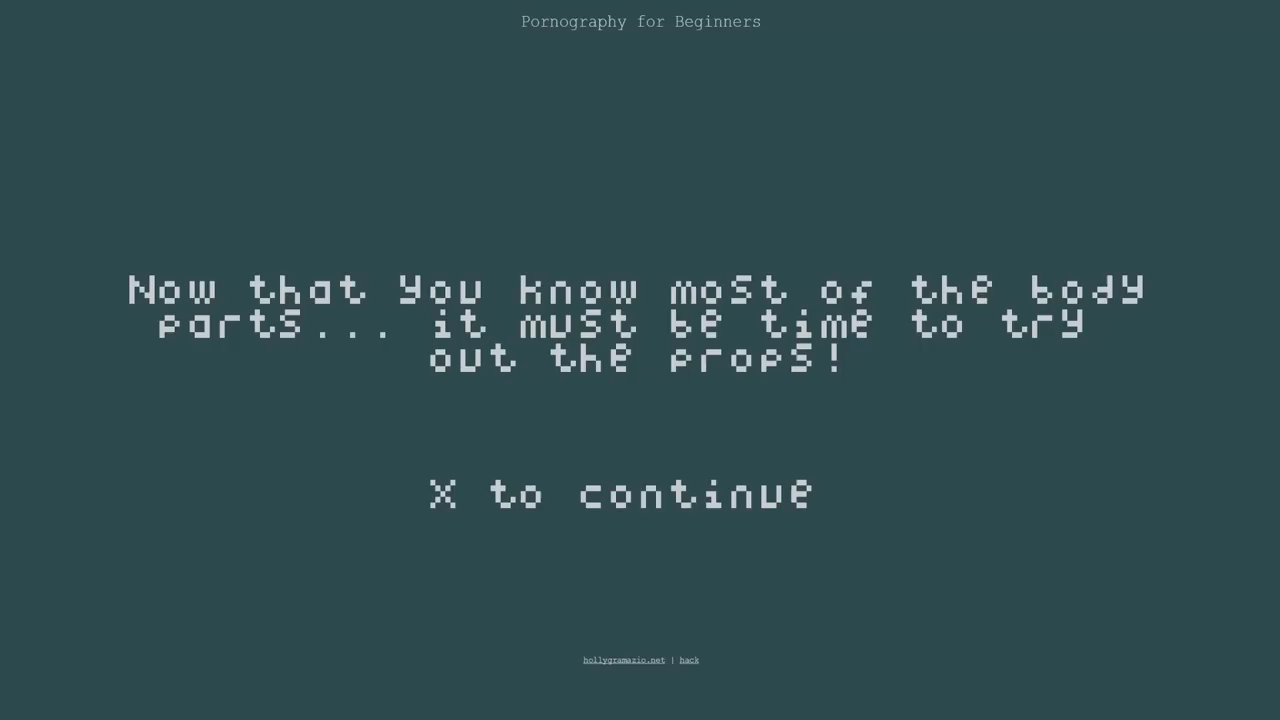 Pornography for Beginners
Now that you know most of the body
parts... it must be time to try
out the props!
X to continue
hollygramazio.net | hack